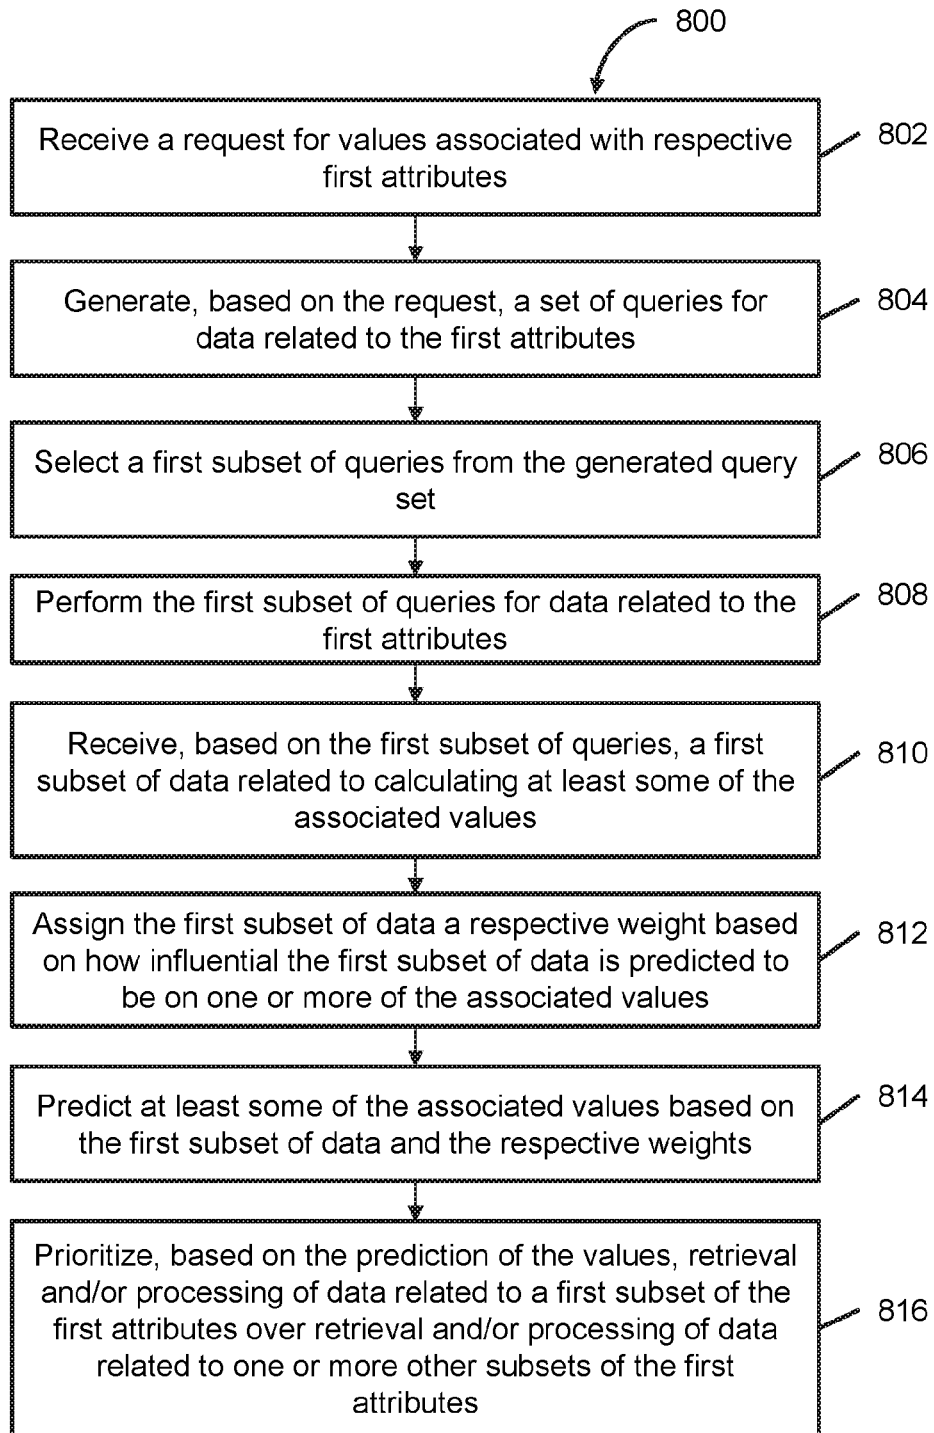 800
Receive a request for values associated with respective
first attributes
802
Generate, based on the request, a set of queries for
data related to the first attributes
804
Select a first subset of queries from the generated query
set
806
Perform the first subset of queries for data related to the
first attributes
808
Receive, based on the first subset of queries, a first
subset of data related to calculating at least some of the
associated values
810
Assign the first subset of data a respective weight based
on how influential the first subset of data is predicted to
be on one or more of the associated values
812
Predict at least some of the associated values based on
the first subset of data and the respective weights
814
Prioritize, based on the prediction of the values, retrieval
and/or processing of data related to a first subset of the
first attributes over retrieval and/or processing of data
related to one or more other subsets of the first
attributes
816